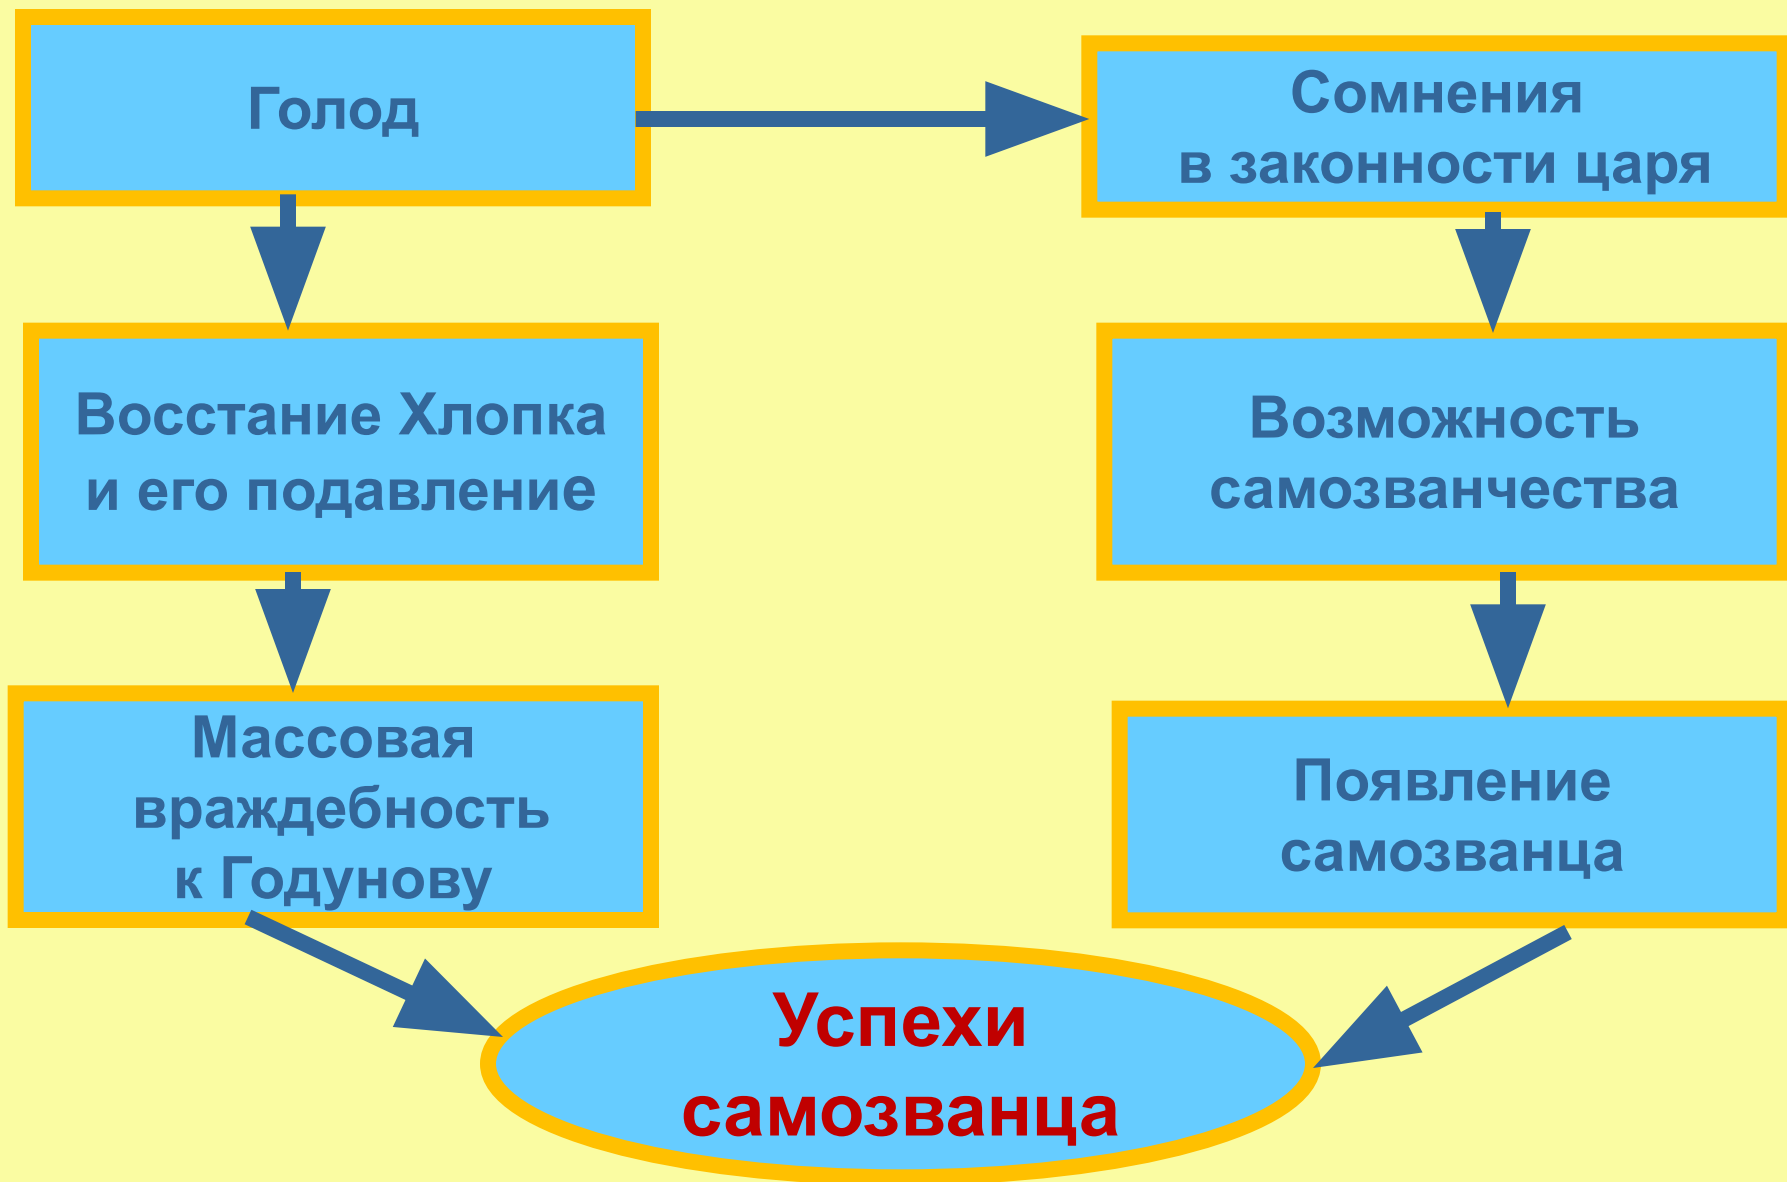 Голод
Сомнения
в законности царя
Восстание Хлопка
и его подавление
Возможность
самозванчества
Массовая
враждебность
к Годунову
Появление
самозванца
Успехи
самозванца